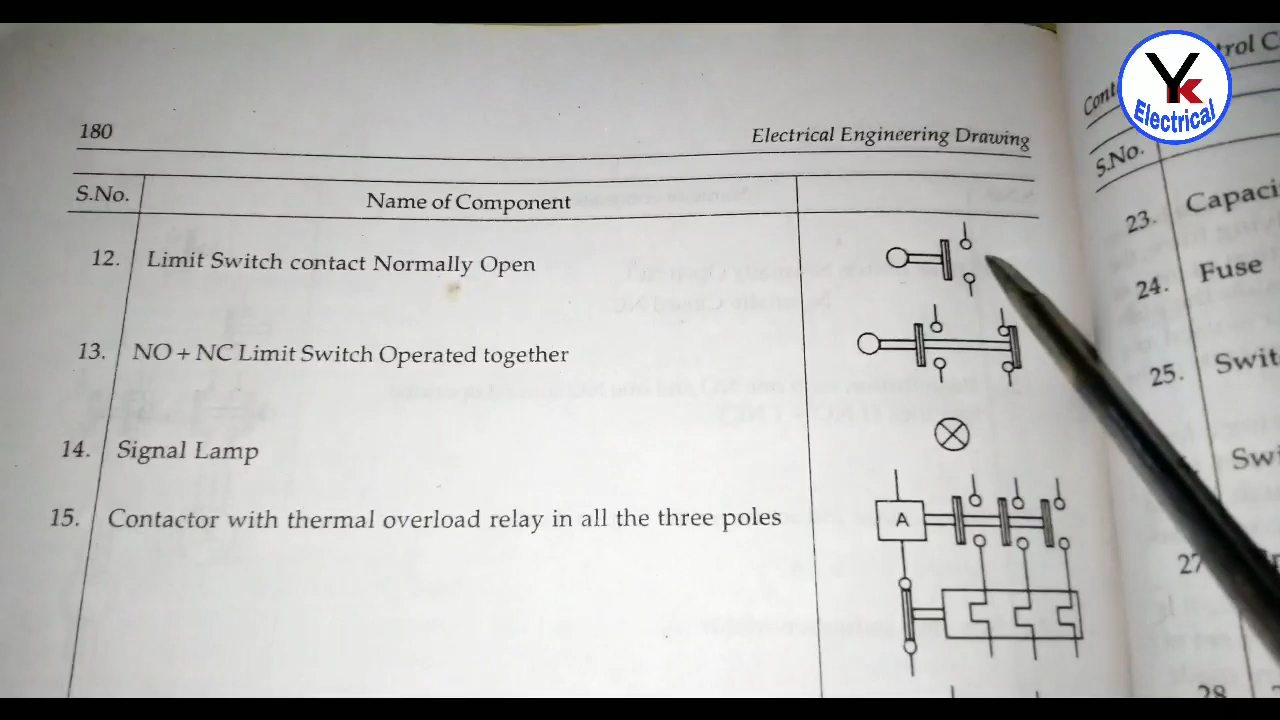 180
Electrical Engineering Drawing
S.No.
Name of Component
12. Limit Switch contact Normally Open
13. NO + NC Limit Switch Operated together
14. Signal Lamp
15. Contactor with thermal overload relay in all the three poles
A
S.No.
23. Capaci
24. Fuse
25. Swit
Swi
27
28
YK
Electrical